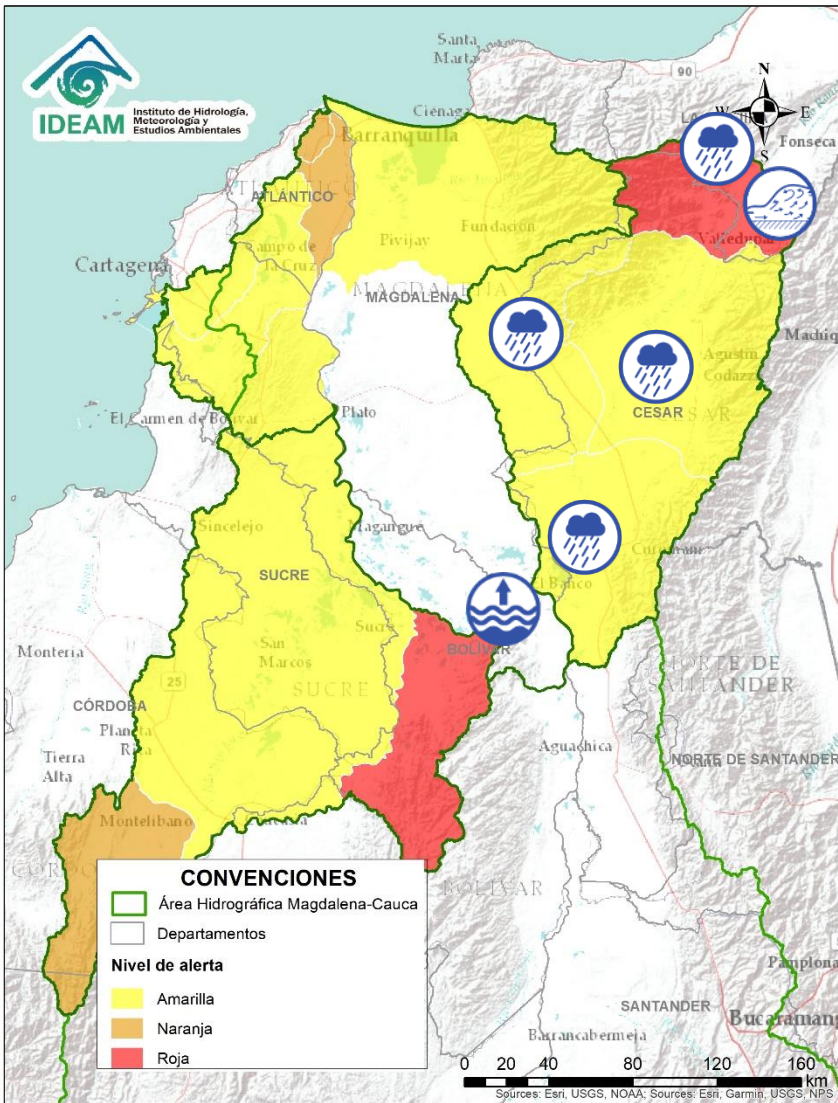 IDEAM
Instituto de Hidrología,
Meteorología y
Estudios Ambientales
Santa
Marta
90
N
W
E
S
Ciénaga
Barranquilla
Fonseca
ATLÁNTICO
Valledupar
Fundación
Pivijay
Campo de
la Cruz
Cartagena
MAGDALENA
Agustín
Codazzi
CESAR
Plato
El Carmen de Bolívar
Sincelejo
Magangue
SUCRE
El Banco
Sucre
BOLÍVAR
San
Marcos
SUCRE
Montería
25
NORTE DE
SANTANDER
CÓRDOBA
Planeta
Rica
Tierra
Alta
Aguachica
NORTE DE SANTANDER
Montelíbano
BOLÍVAR
CONVENCIONES
Área Hidrográfica Magdalena-Cauca
Departamentos
Nivel de alerta
Amarilla
Naranja
Roja
Pamplona
SANTANDER
Bucaramang
Barrancabermeja
0 20 40 80 120 160
km
Sources: Esri, USGS, NOAA; Sources: Esri, Garmin, USGS, NPS